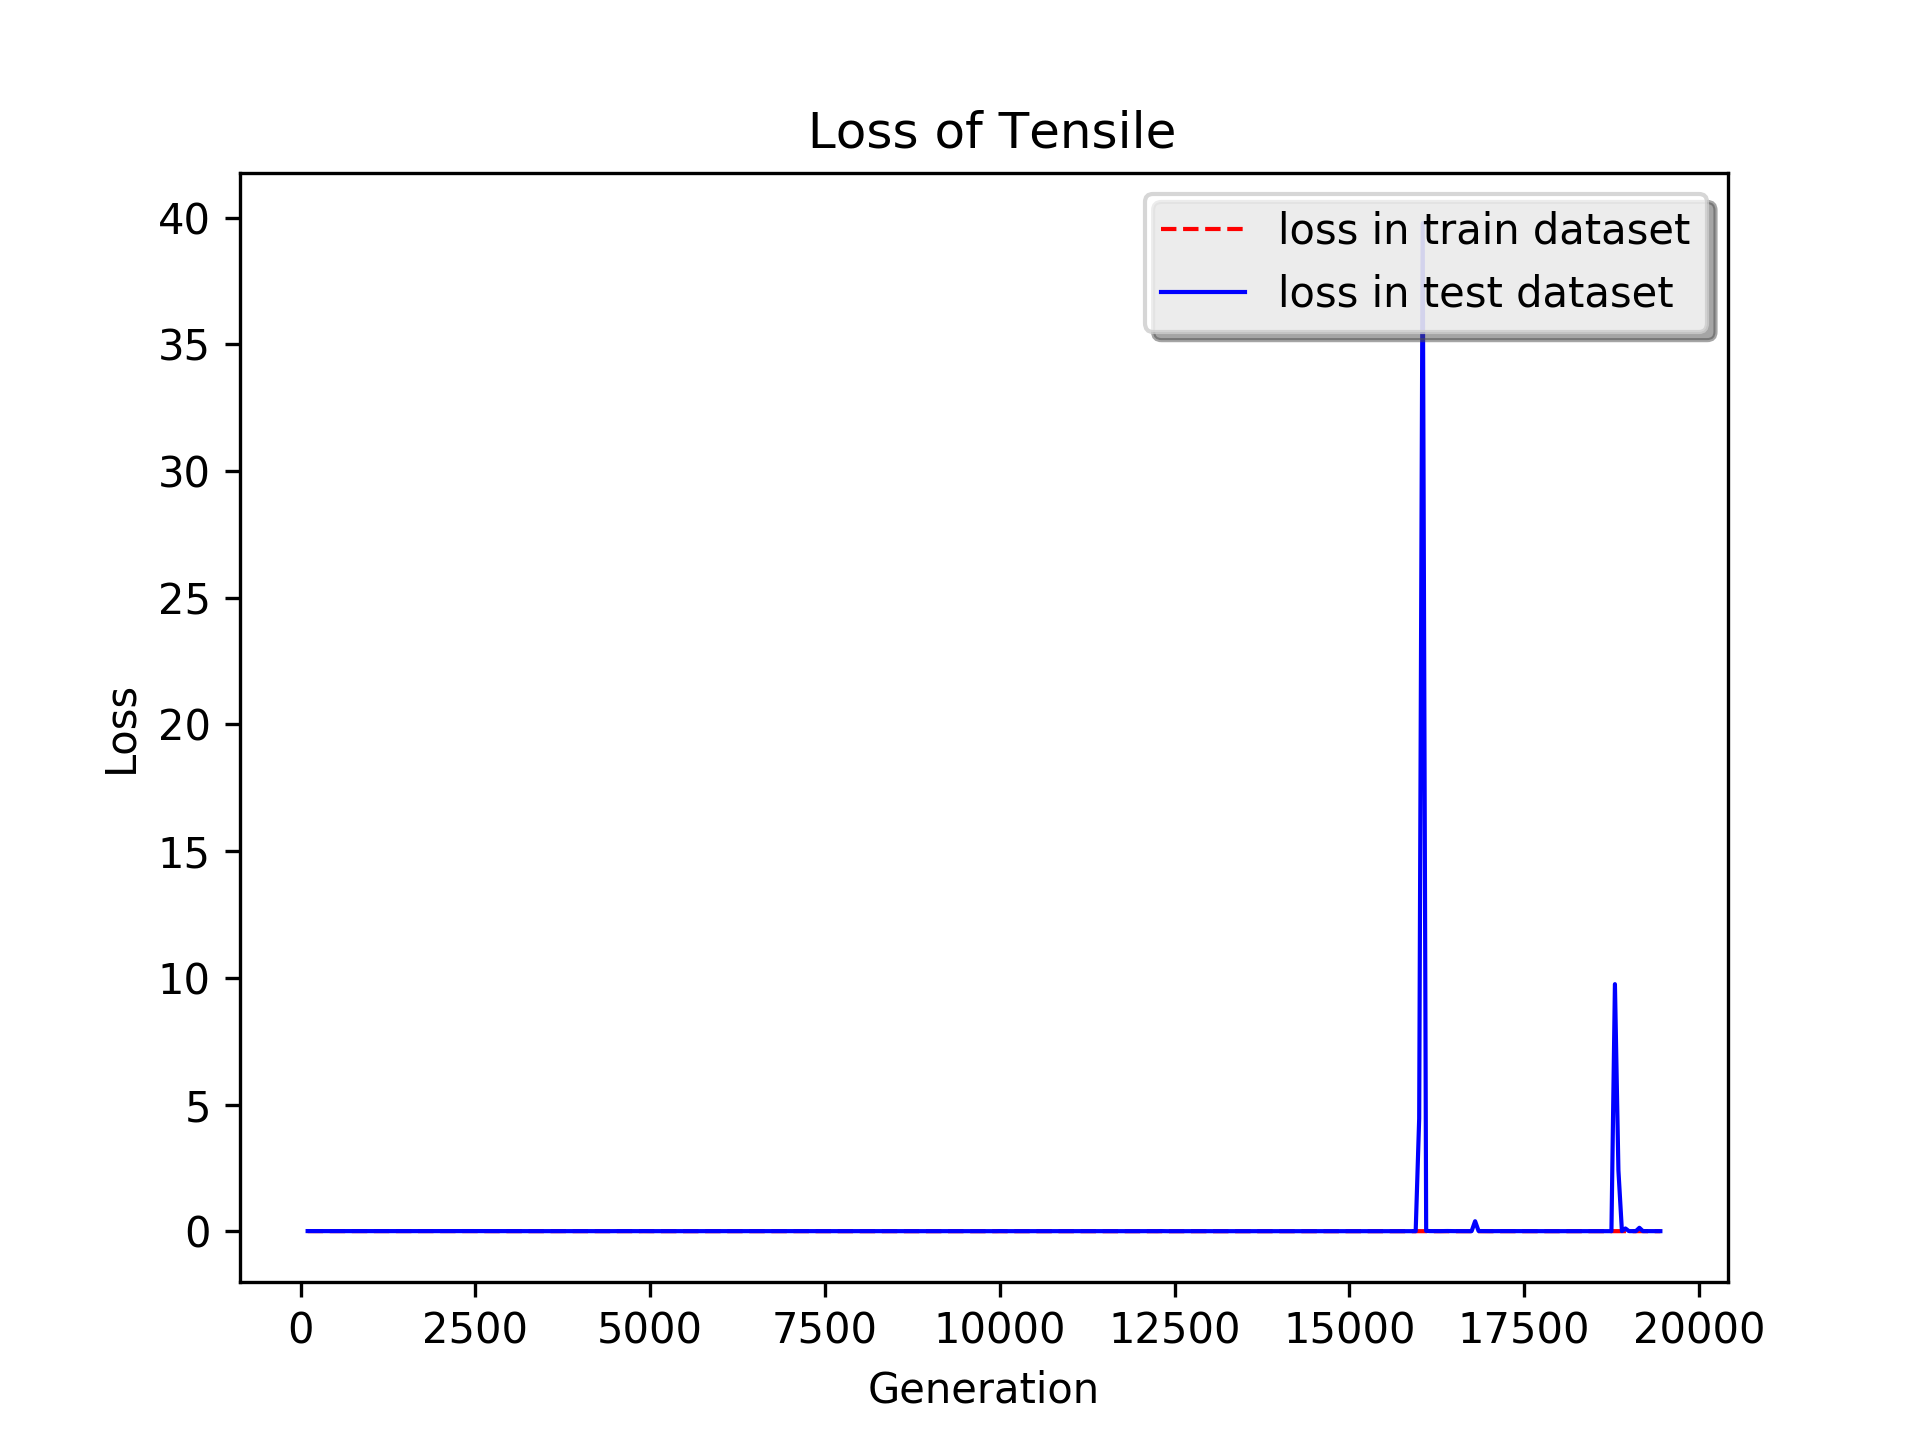 Loss of Tensile
loss in train dataset
loss in test dataset
40
35
30
25
20
15
10
5
0
Loss
0 2500 5000 7500 10000 12500 15000 17500 20000
Generation